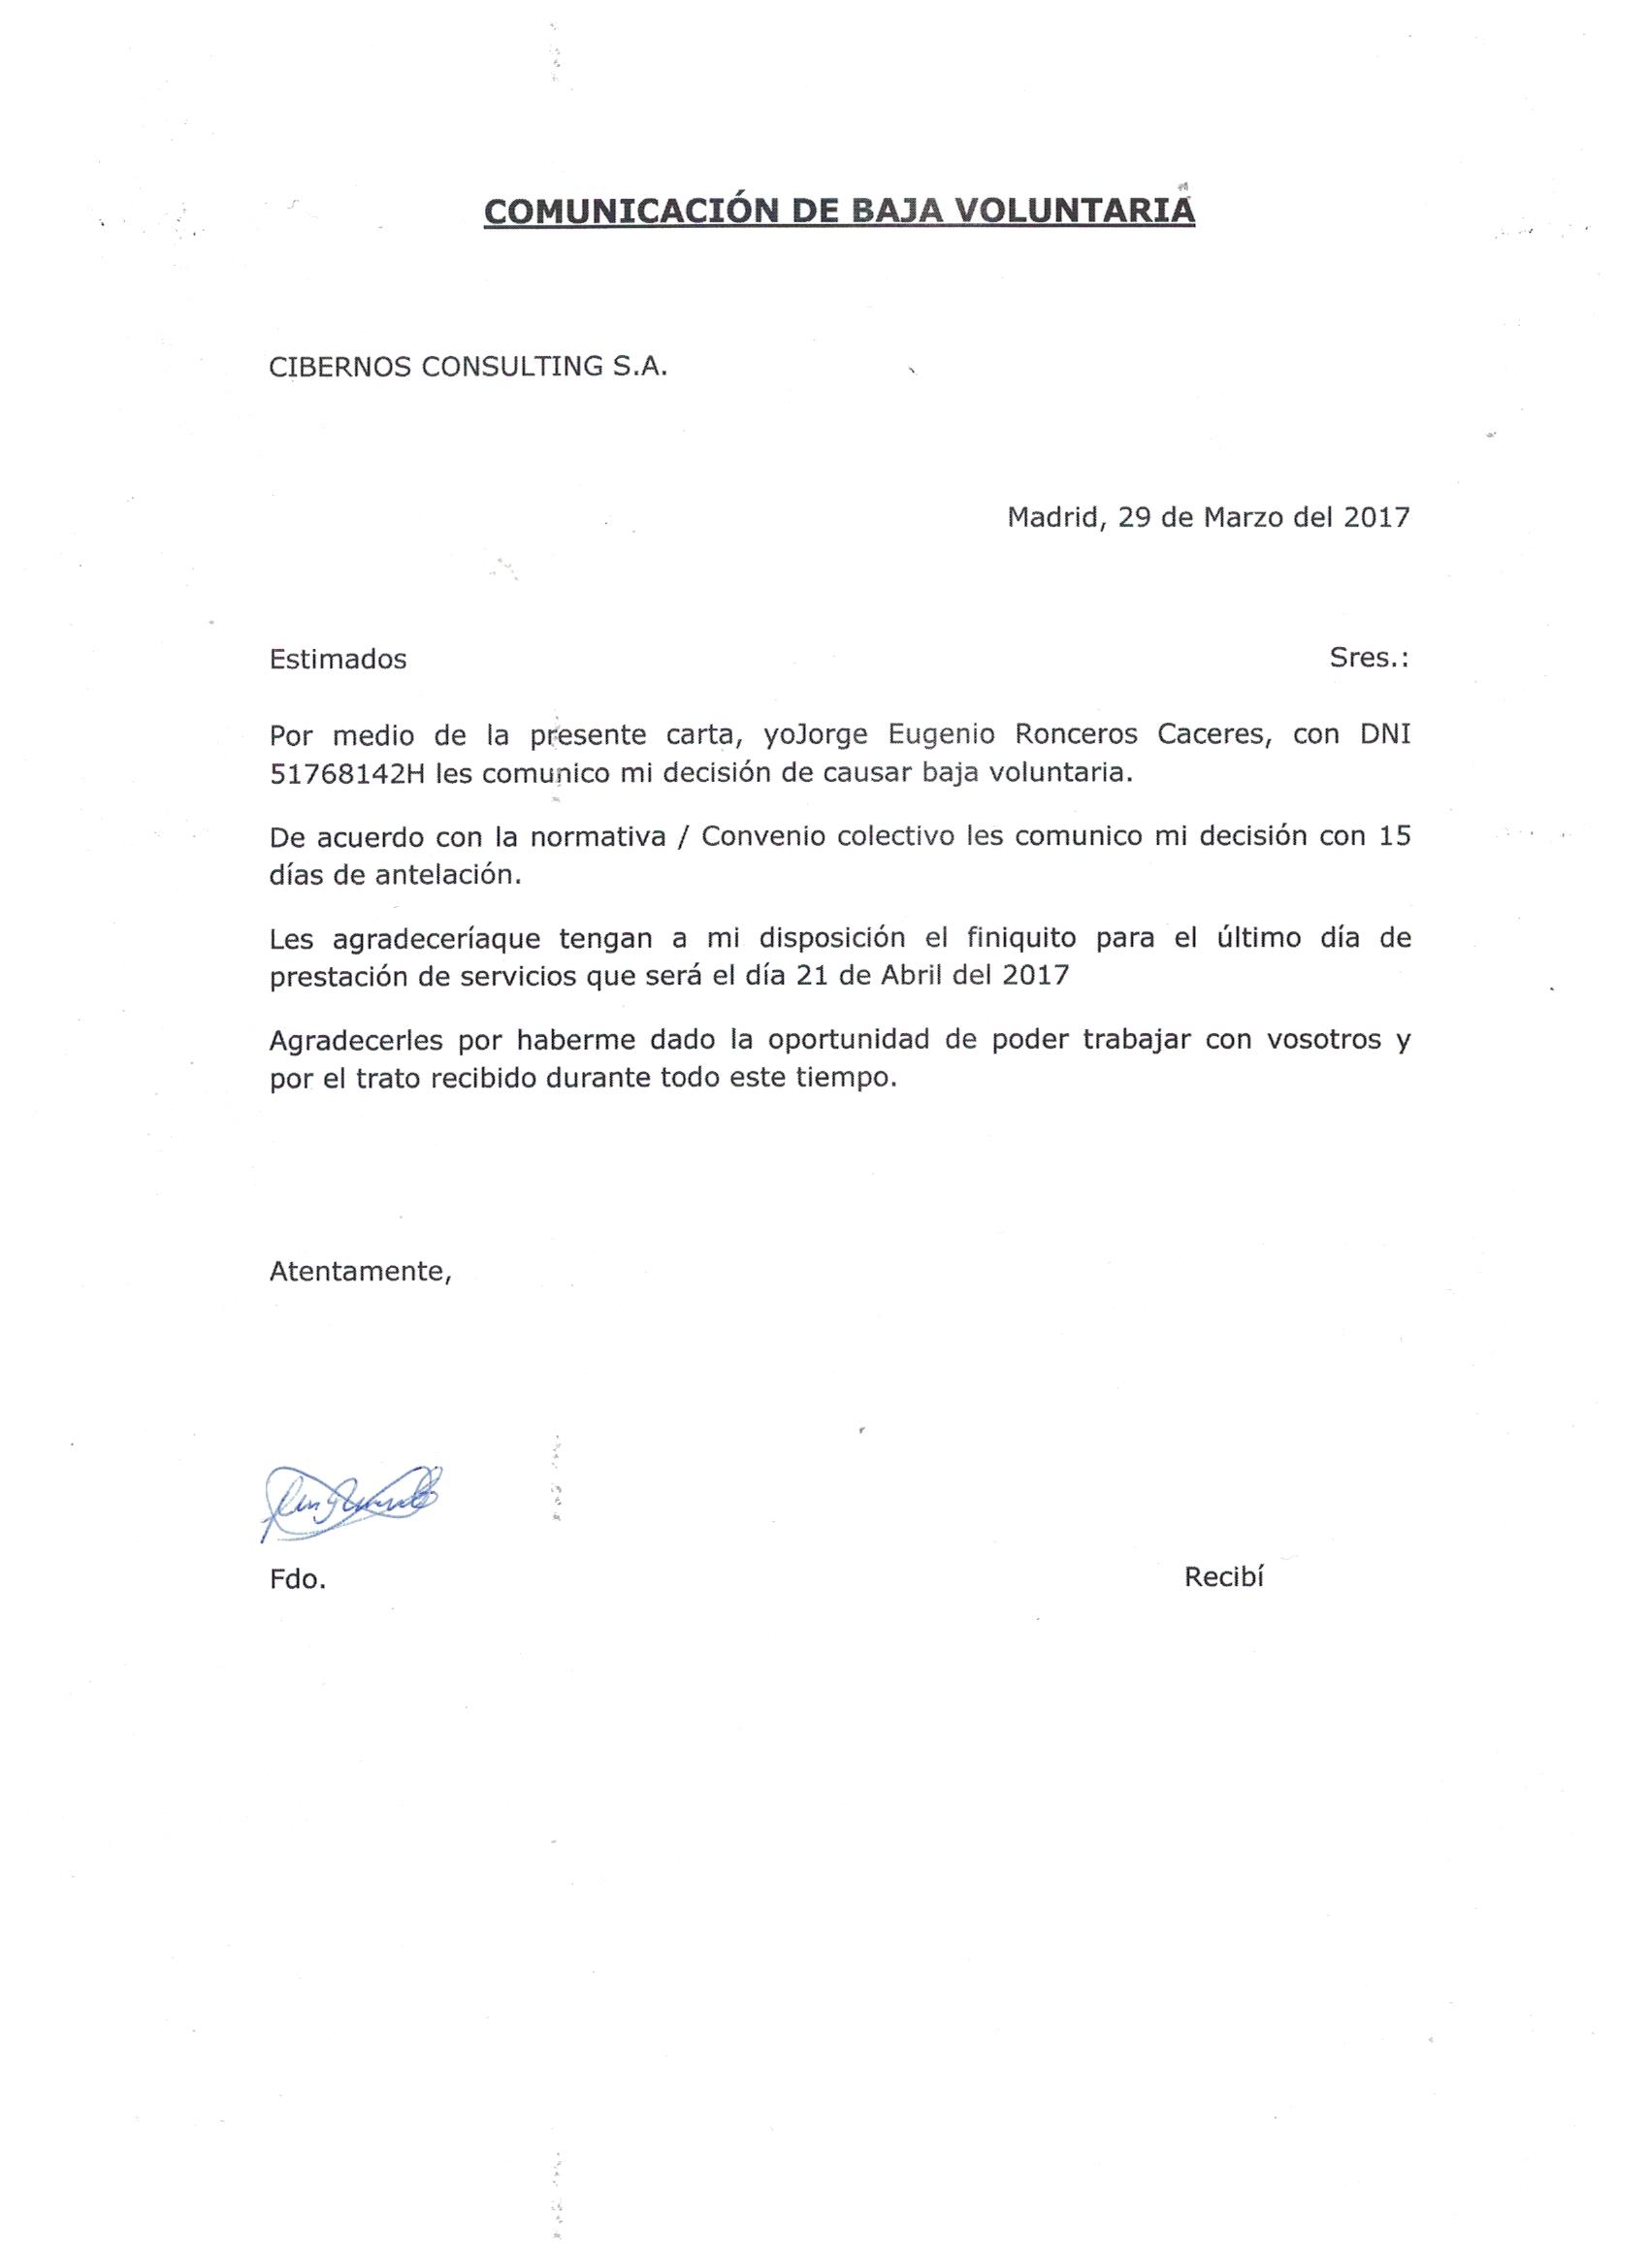 COMUNICACIÓN DE BAJA VOLUNTARIA
CIBERNOS CONSULTING S.A.
Madrid, 29 de Marzo del 2017
Estimados Sres.:
Por medio de la presente carta, yoJorge Eugenio Ronceros Caceres, con DNI
51768142H les comunico mi decisión de causar baja voluntaria.
De acuerdo con la normativa / Convenio colectivo les comunico mi decisión con 15
días de antelación.
Les agradeceríaque tengan a mi disposición el finiquito para el último día de
prestación de servicios que será el día 21 de Abril del 2017
Agradecerles por haberme dado la oportunidad de poder trabajar con vosotros y
por el trato recibido durante todo este tiempo.
Atentamente,
Fdo. Recibí